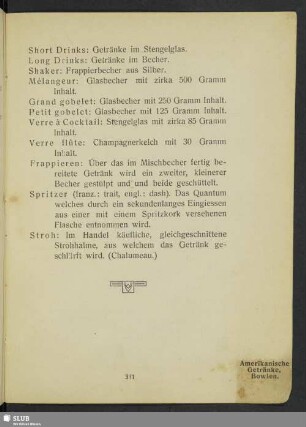 Short Drinks: Getränke im Stengelglas.
Long Drinks: Getränke im Becher.
Shaker: Frappierbecher aus Silber.
Mélangeur: Glasbecher mit zirka 500 Gramm
Inhalt.
Grand gobelet: Glasbecher mit 250 Gramm Inhalt.
Petit gobelet: Glasbecher mit 125 Gramm Inhalt.
Verre à Cocktail: Stengelglas mit zirka 85 Gramm
Inhalt.
Verre flûte: Champagnerkelch mit 30 Gramm
Inhalt.
Frappieren: Über das im Mischbecher fertig be-
reitete Getränk wird ein zweiter, kleinerer
Becher gestülpt und und beide geschüttelt.
Spritzer (franz.: trait, engl.: dash). Das Quantum
welches durch ein sekundenlanges Eingiessen
aus einer mit einem Spritzkork versehenen
Flasche entnommen wird.
Stroh: Im Handel käufliche, gleichgeschnittene
Strohhalme, aus welchem das Getränk ge-
schlürft wird. (Chalumeau.)
Amerikanische
Getränke,
Bowlen.
SLUB